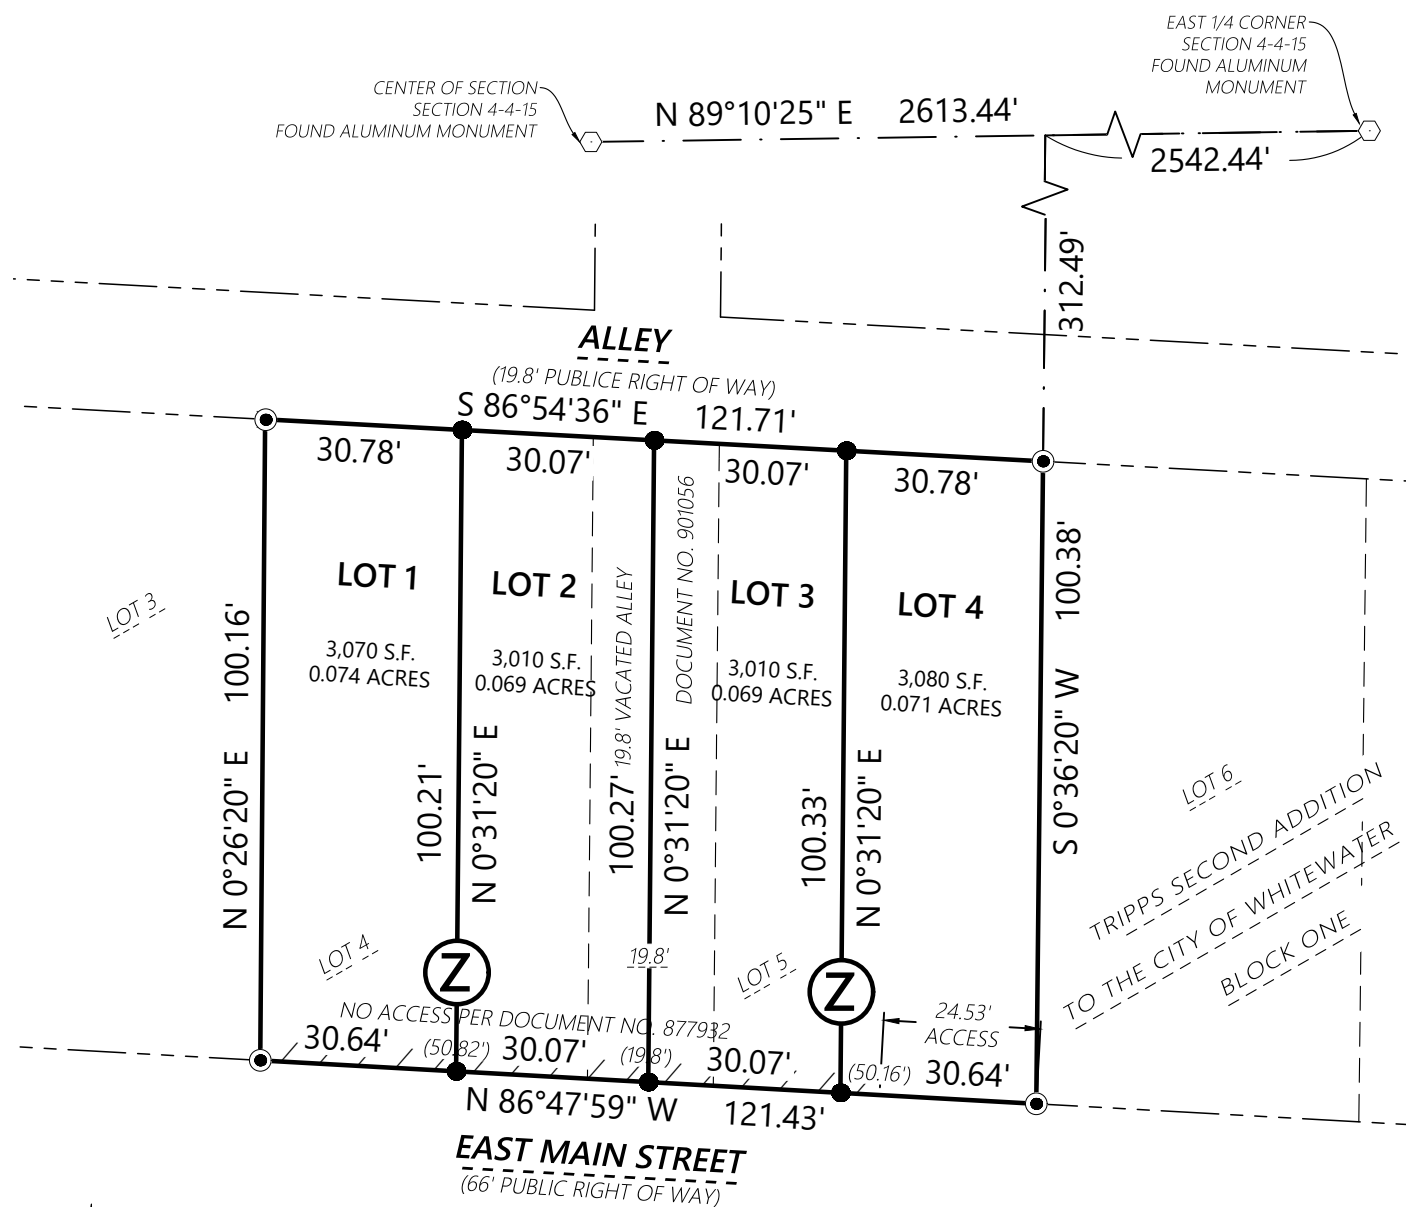 EAST 1/4 CORNER
SECTION 4-4-15
FOUND ALUMINUM
MONUMENT
CENTER OF SECTION
SECTION 4-4-15
FOUND ALUMINUM MONUMENT
N 89°10'25" E 2613.44'
2542.44'
312.49'
ALLEY
(19.8' PUBLICE RIGHT OF WAY)
S 86°54'36" E 121.71'
30.78'
30.07'
30.07'
30.78'
LOT 1
3,070 S.F.
0.074 ACRES
LOT 2
3,010 S.F.
0.069 ACRES
LOT 3
3,010 S.F.
0.069 ACRES
LOT 4
3,080 S.F.
0.071 ACRES
LOT 3
N 0°26'20" E 100.16'
100.21'
N 0°31'20" E
19.8' VACATED ALLEY
DOCUMENT NO. 901056
100.27'
N 0°31'20" E
100.33'
N 0°31'20" E
S 0°36'20" W 100.38'
LOT 6
TRIPPS SECOND ADDITION
TO THE CITY OF WHITEWATER
BLOCK ONE
LOT 4
Z
19.8'
LOT 5
Z
24.53'
ACCESS
NO ACCESS PER DOCUMENT NO. 877932
30.64'
(50.82')
30.07'
(19.8')
30.07'
(50.16')
30.64'
N 86°47'59" W 121.43'
EAST MAIN STREET
(66' PUBLIC RIGHT OF WAY)